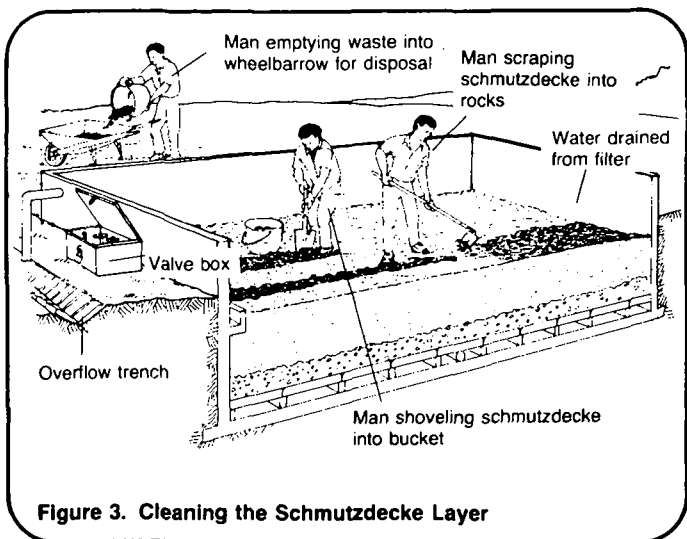 Man emptying waste into
wheelbarrow for disposal
Man scraping
schmutzdecke into
rocks
Water drained
from filter
Valve box
Overflow trench
Man shoveling schmutzdecke
into bucket
Figure 3. Cleaning the Schmutzdecke Layer